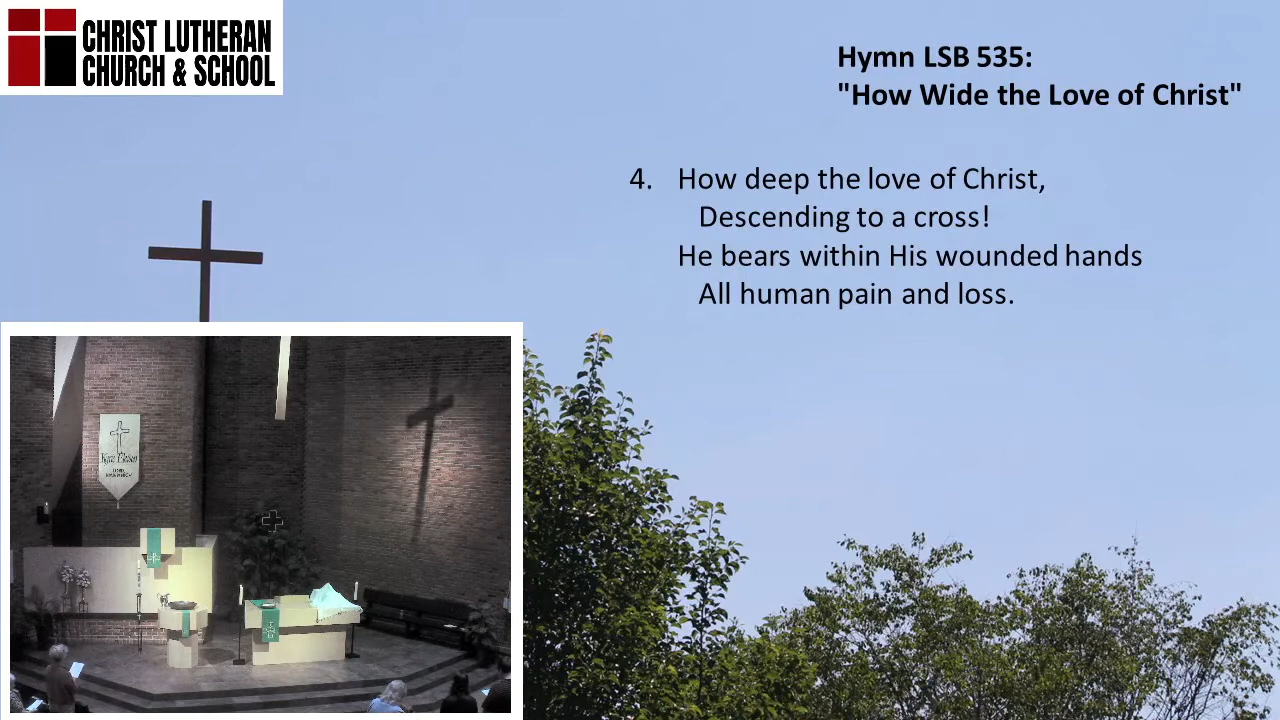 CHRIST LUTHERAN
CHURCH & SCHOOL
Hymn LSB 535:
"How Wide the Love of Christ"
4. How deep the love of Christ,
Descending to a cross!
He bears within His wounded hands
All human pain and loss.